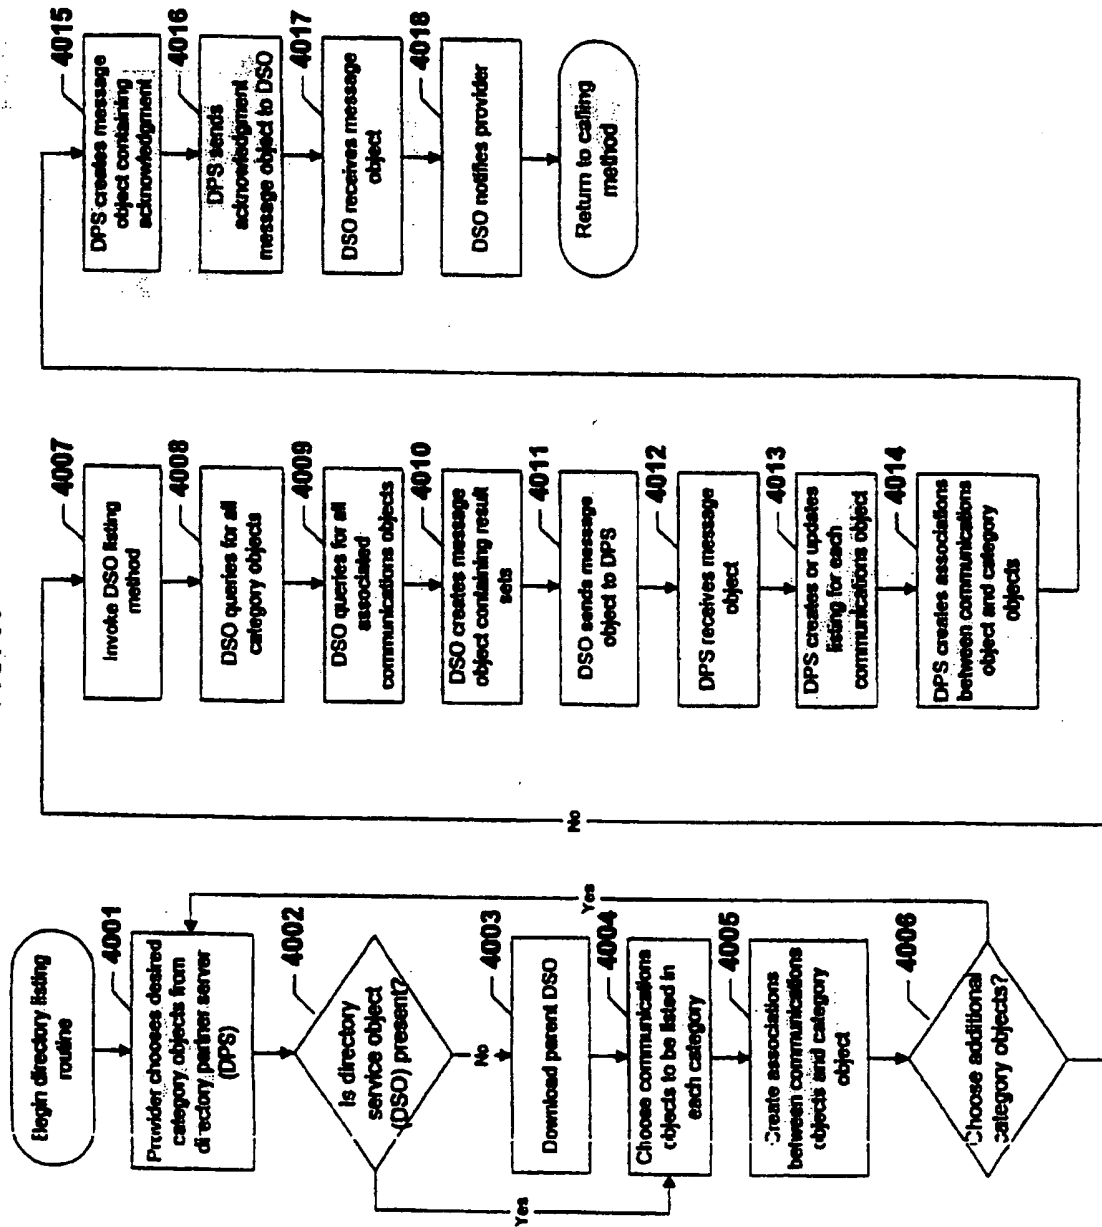 Begin directory listing
routine
4001
Provider chooses desired
category objects from
directory partner server
(DPS)
4002
Is directory
service object
(DSO) present?
Yes
No
4003
Download parent DSO
4004
Choose communications
objects to be listed in
each category
4005
Create associations
between communications
objects and category
object
4006
Choose additional
category objects?
Yes
No
4007
Invoke DSO listing
method
4008
DSO queries for all
category objects
4009
DSO queries for all
associated
communications objects
4010
DSO creates message
object containing result
sets
4011
DSO sends message
object to DPS
4012
DPS receives message
object
4013
DPS creates or updates
listing for each
communications object
4014
DPS creates associations
between communications
object and category
objects
4015
DPS creates message
object containing
acknowledgment
4016
DPS sends
acknowledgment
message object to DSO
4017
DSO receives message
object
4018
DSO notifies provider
Return to calling
method